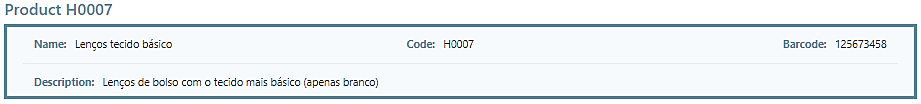 Product H0007
Name: Lenços tecido básico Code: H0007 Barcode: 125673458
Description: Lenços de bolso com o tecido mais básico (apenas branco)